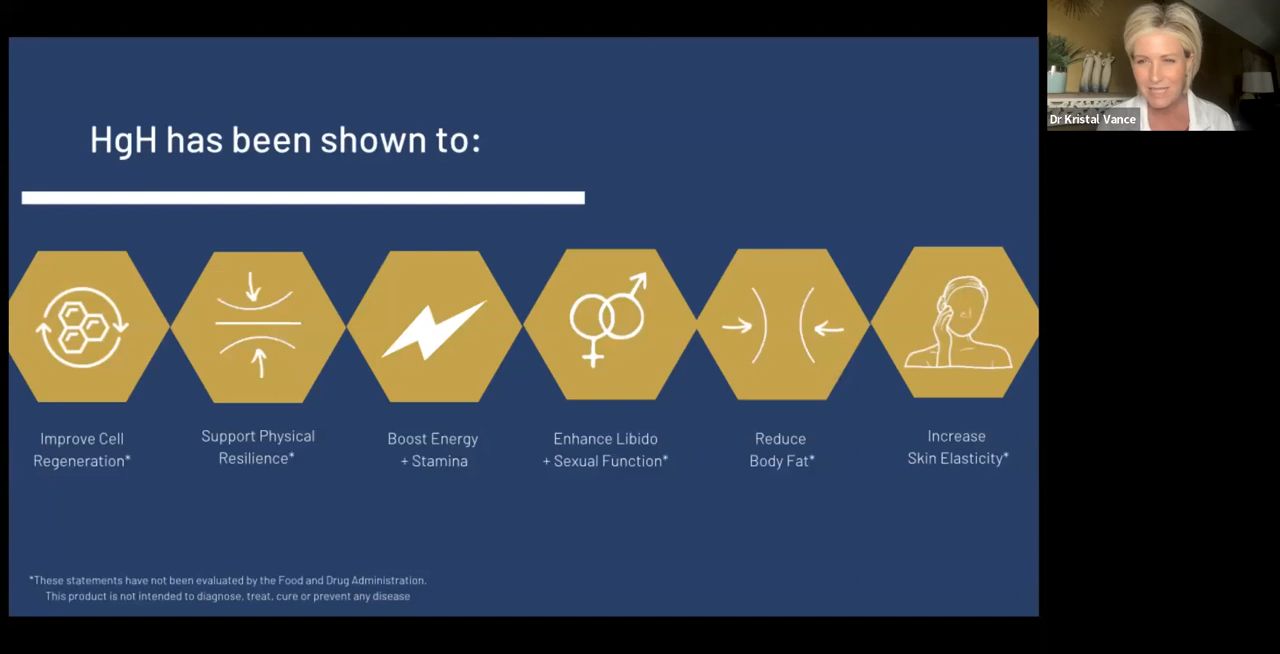 HgH has been shown to:
Improve Cell
Regeneration*
Support Physical
Resilience*
Boost Energy
+ Stamina
Enhance Libido
+ Sexual Function*
Reduce
Body Fat*
Increase
Skin Elasticity*
*These statements have not been evaluated by the Food and Drug Administration.
This product is not intended to diagnose, treat, cure or prevent any disease
Dr Kristal Vance